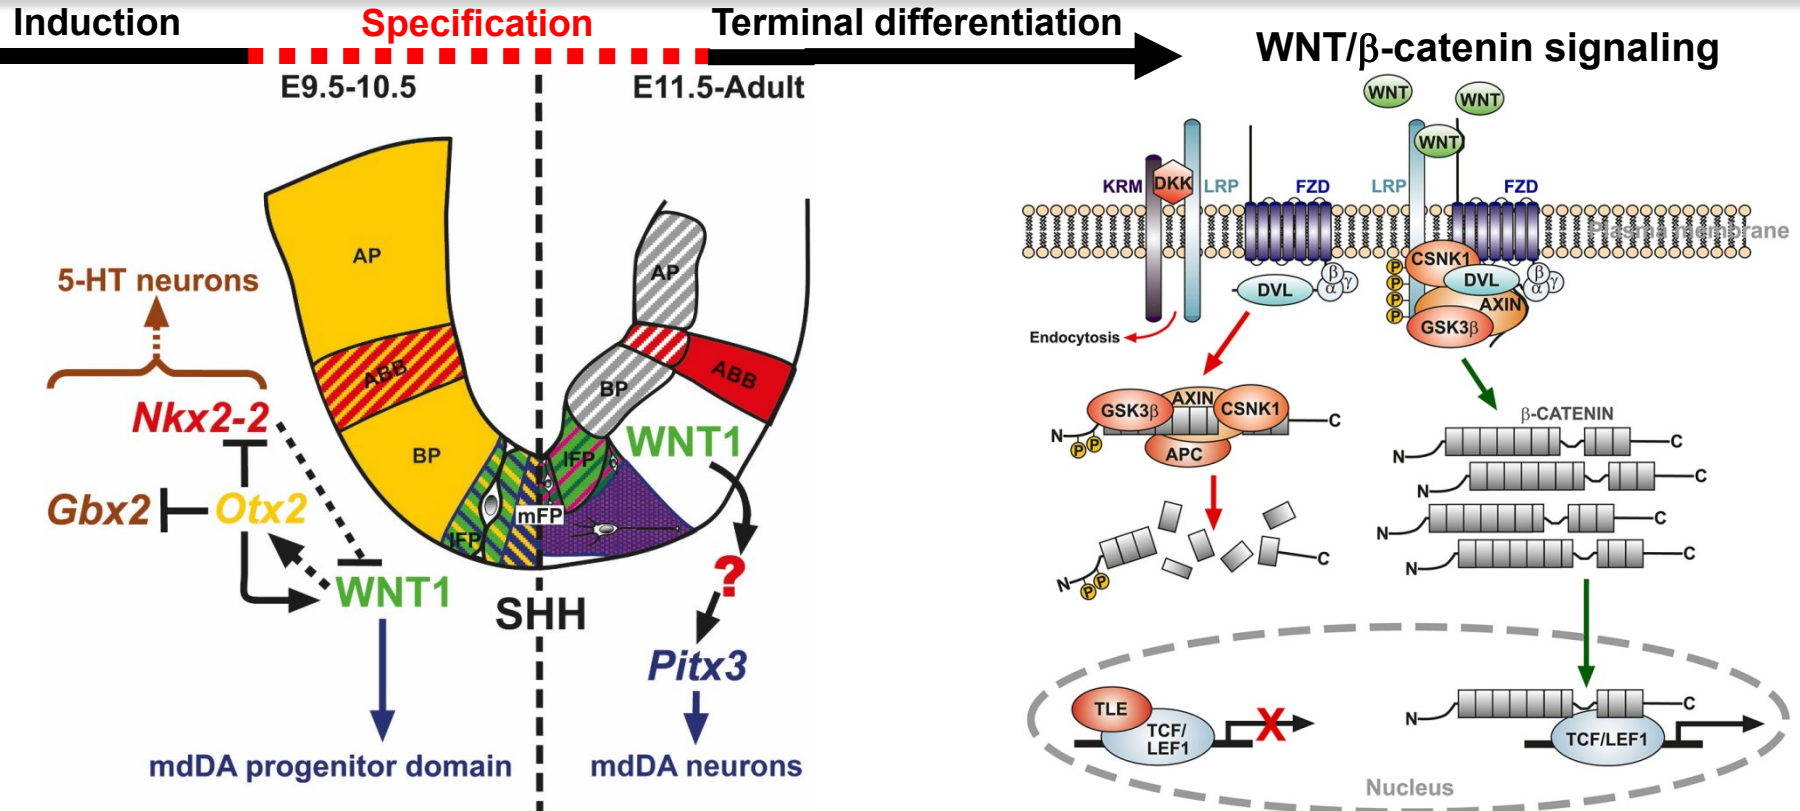 Induction
Specification
Terminal differentiation
E9.5-10.5
E11.5-Adult
AP
ABB
BP
IFP
mFP
5-HT neurons
Nkx2-2
Gbx2
Otx2
WNT1
mdDA progenitor domain
SHH
AP
ABB
BP
IFP
WNT1
?
Pitx3
mdDA neurons
WNT/β-catenin signaling
WNT
WNT
WNT
KRM
DKK
LRP
FZD
LRP
FZD
Plasma membrane
CSNK1
DVL
AXIN
GSK3β
P
P
P
P
β
α
γ
DVL
β
α
γ
Endocytosis
GSK3β
AXIN
CSNK1
APC
N
P
P
C
N
P
P
C
β-CATENIN
N
C
N
C
N
C
N
C
TLE
TCF/
LEF1
X
N
C
TCF/LEF1
Nucleus